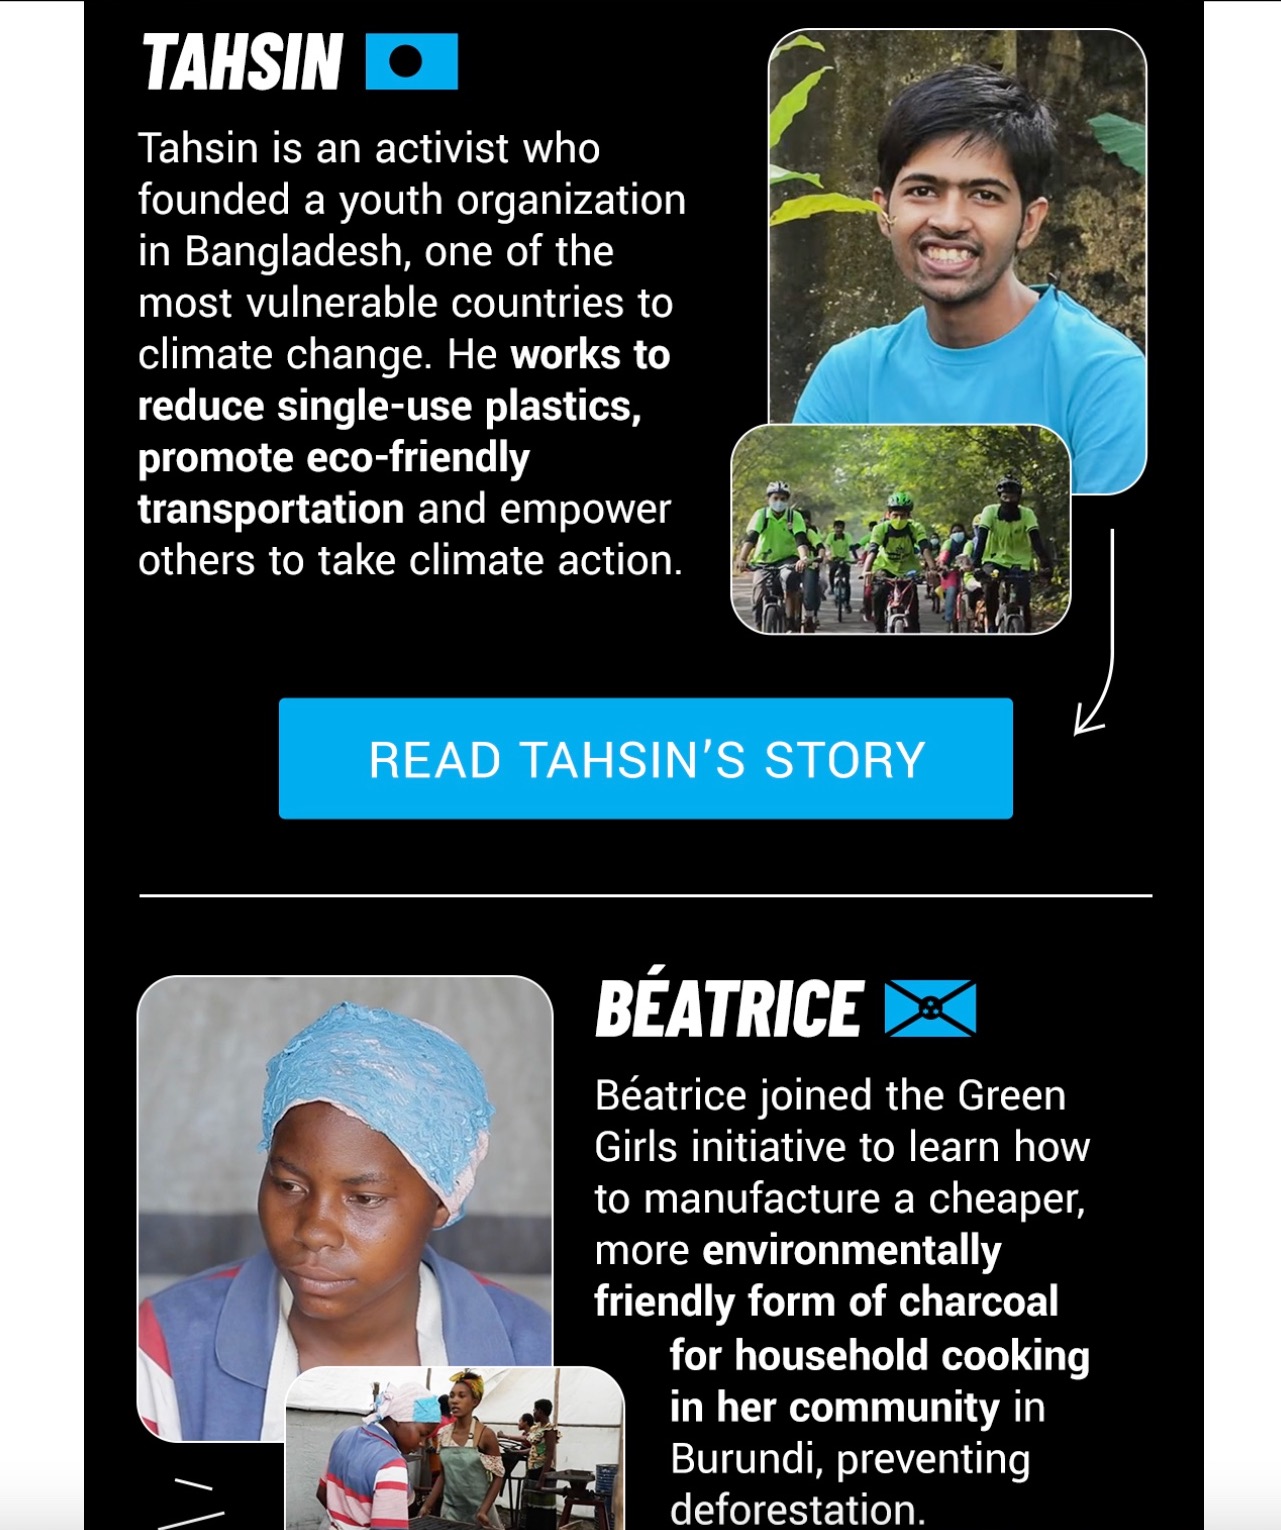 TAHSIN
Tahsin is an activist who
founded a youth organization
in Bangladesh, one of the
most vulnerable countries to
climate change. He works to
reduce single-use plastics,
promote eco-friendly
transportation and empower
others to take climate action.
READ TAHSIN’S STORY
BÉATRICE
Béatrice joined the Green
Girls initiative to learn how
to manufacture a cheaper,
more environmentally
friendly form of charcoal
for household cooking
in her community in
Burundi, preventing
deforestation.